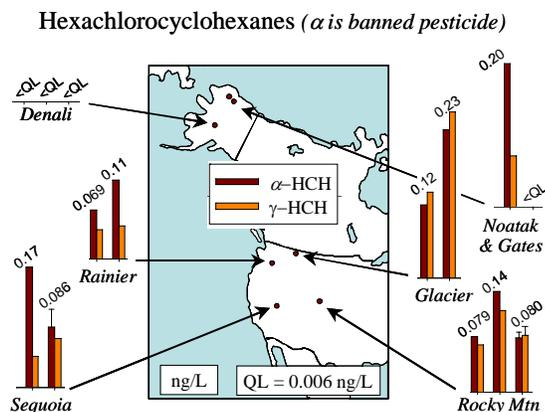 Hexachlorocyclohexanes (α is banned pesticide)
<QL <QL <QL
Denali
0.20
<QL
Noatak
& Gates
0.069 0.11
Rainier
α−HCH
γ−HCH
0.12 0.23
Glacier
0.17 0.086
Sequoia
0.079 0.14 0.080
Rocky Mtn
ng/L
QL = 0.006 ng/L